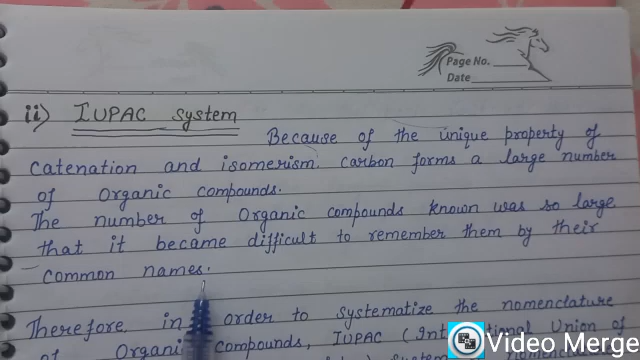 Page No.
Date
ii) IUPAC system
Because of the unique property of
catenation and isomerism. carbon forms a large number
of organic compounds.
The number of organic compounds known was so large
that it became difficult to remember them by their
common names.
Therefore in order to systematize the nomenclature
of Organic compounds, IUPAC ( Union of
Video Merge